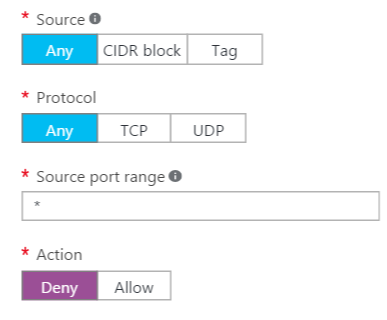 * Source
Any CIDR block Tag
* Protocol
Any TCP UDP
* Source port range
*
* Action
Deny Allow